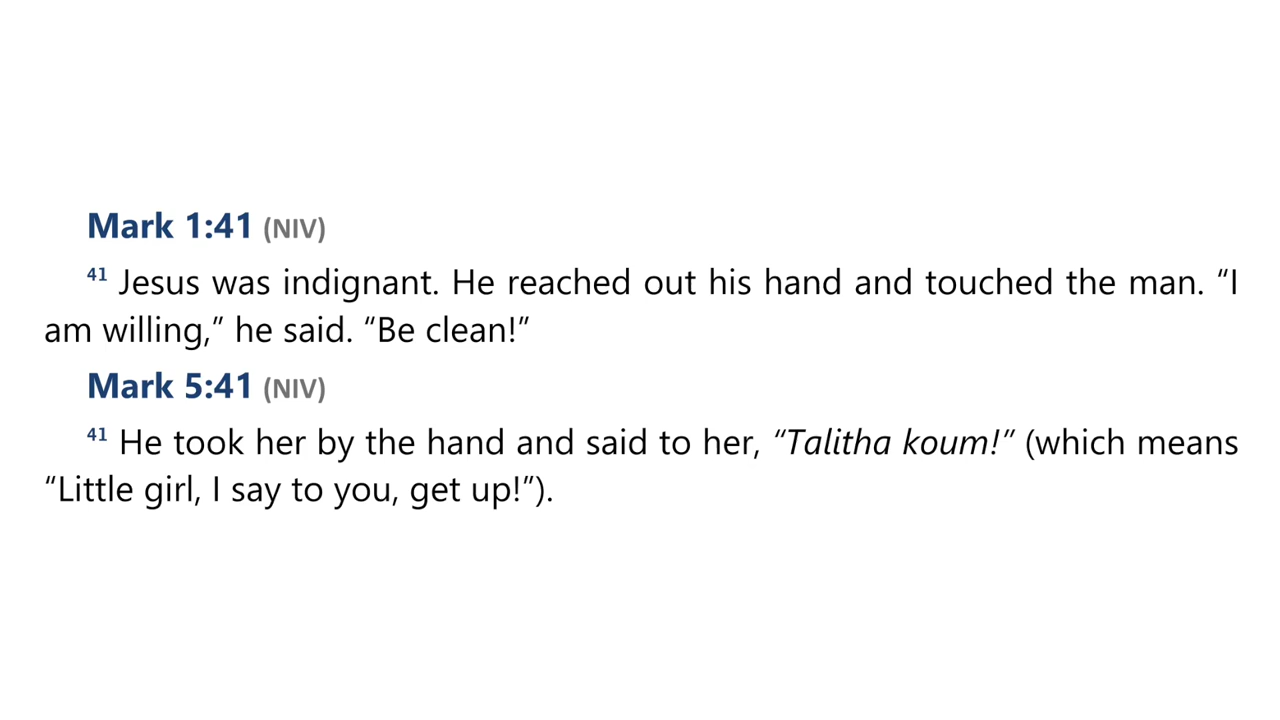 Mark 1:41 (NIV)
41 Jesus was indignant. He reached out his hand and touched the man. “I
am willing,” he said. “Be clean!”
Mark 5:41 (NIV)
41 He took her by the hand and said to her, “Talitha koum!” (which means
“Little girl, I say to you, get up!”).